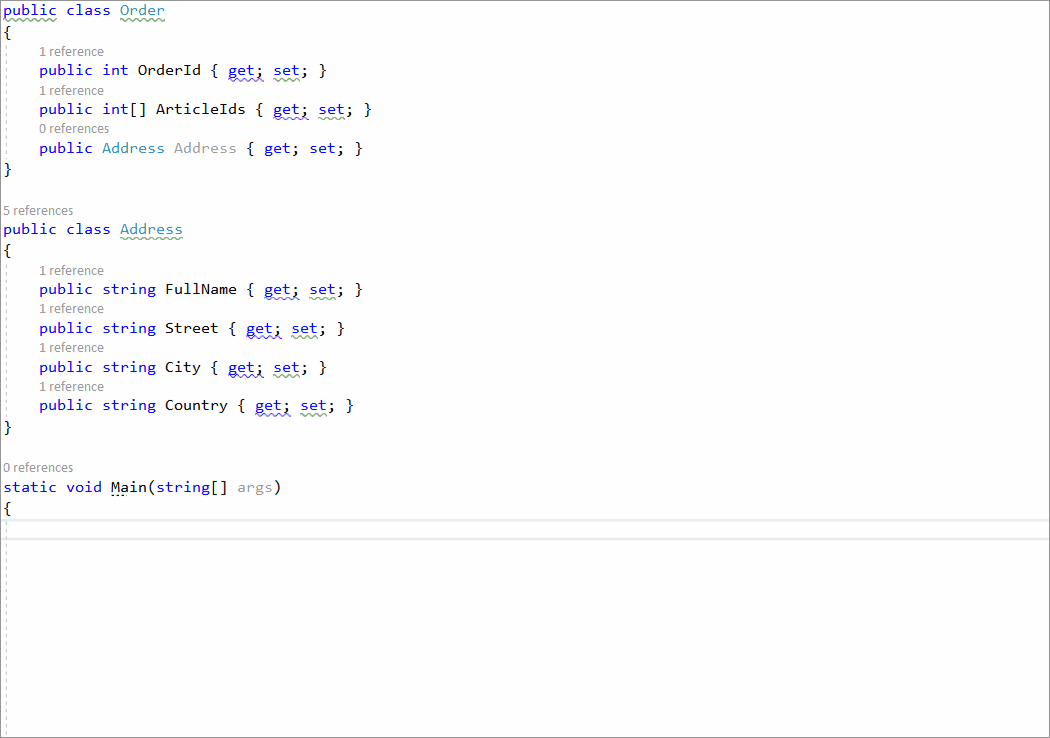 public class Order
{
1 reference
public int OrderId { get; set; }
1 reference
public int[] ArticleIds { get; set; }
0 references
public Address Address { get; set; }
}
5 references
public class Address
{
1 reference
public string FullName { get; set; }
1 reference
public string Street { get; set; }
1 reference
public string City { get; set; }
1 reference
public string Country { get; set; }
}
0 references
static void Main(string[] args)
{